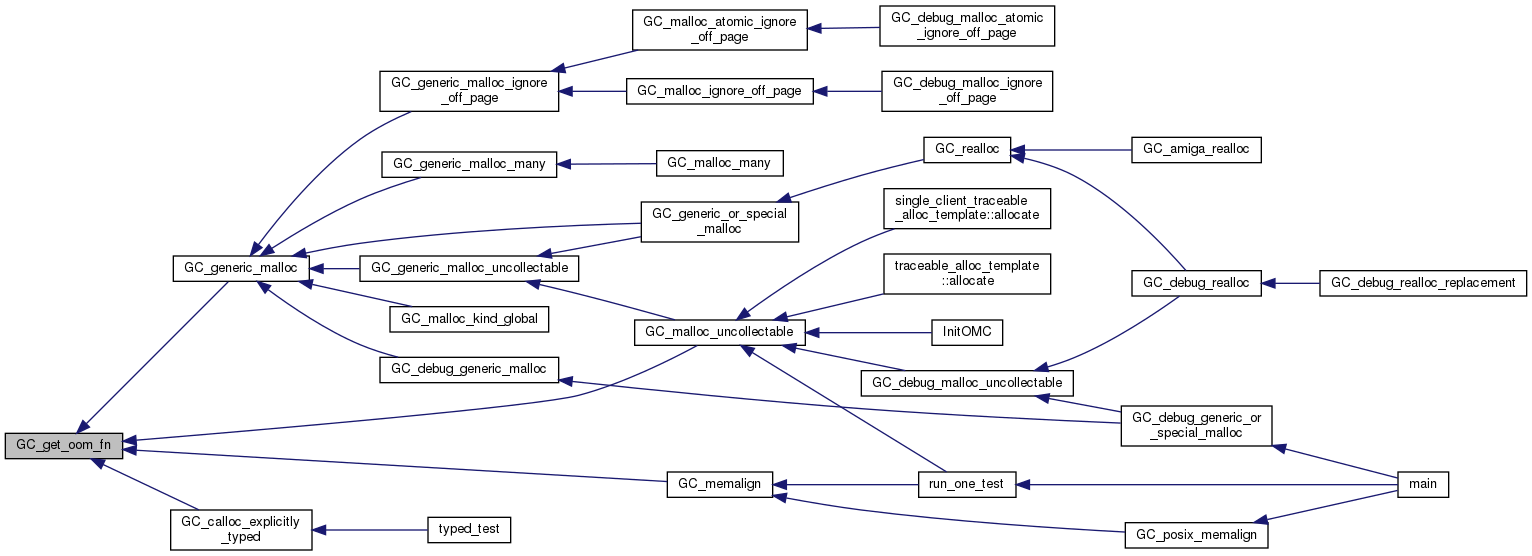 GC_get_oom_fn
GC_generic_malloc
GC_calloc_explicitly
_typed
GC_generic_malloc_ignore
_off_page
GC_generic_malloc_many
GC_generic_malloc_uncollectable
GC_malloc_kind_global
GC_debug_generic_malloc
typed_test
GC_malloc_atomic_ignore
_off_page
GC_malloc_ignore_off_page
GC_malloc_many
GC_generic_or_special
_malloc
GC_malloc_uncollectable
GC_memalign
GC_debug_malloc_atomic
_ignore_off_page
GC_debug_malloc_ignore
_off_page
GC_realloc
single_client_traceable
_alloc_template::allocate
traceable_alloc_template
::allocate
InitOMC
GC_debug_malloc_uncollectable
run_one_test
GC_amiga_realloc
GC_debug_realloc
GC_debug_generic_or
_special_malloc
GC_posix_memalign
GC_debug_realloc_replacement
main